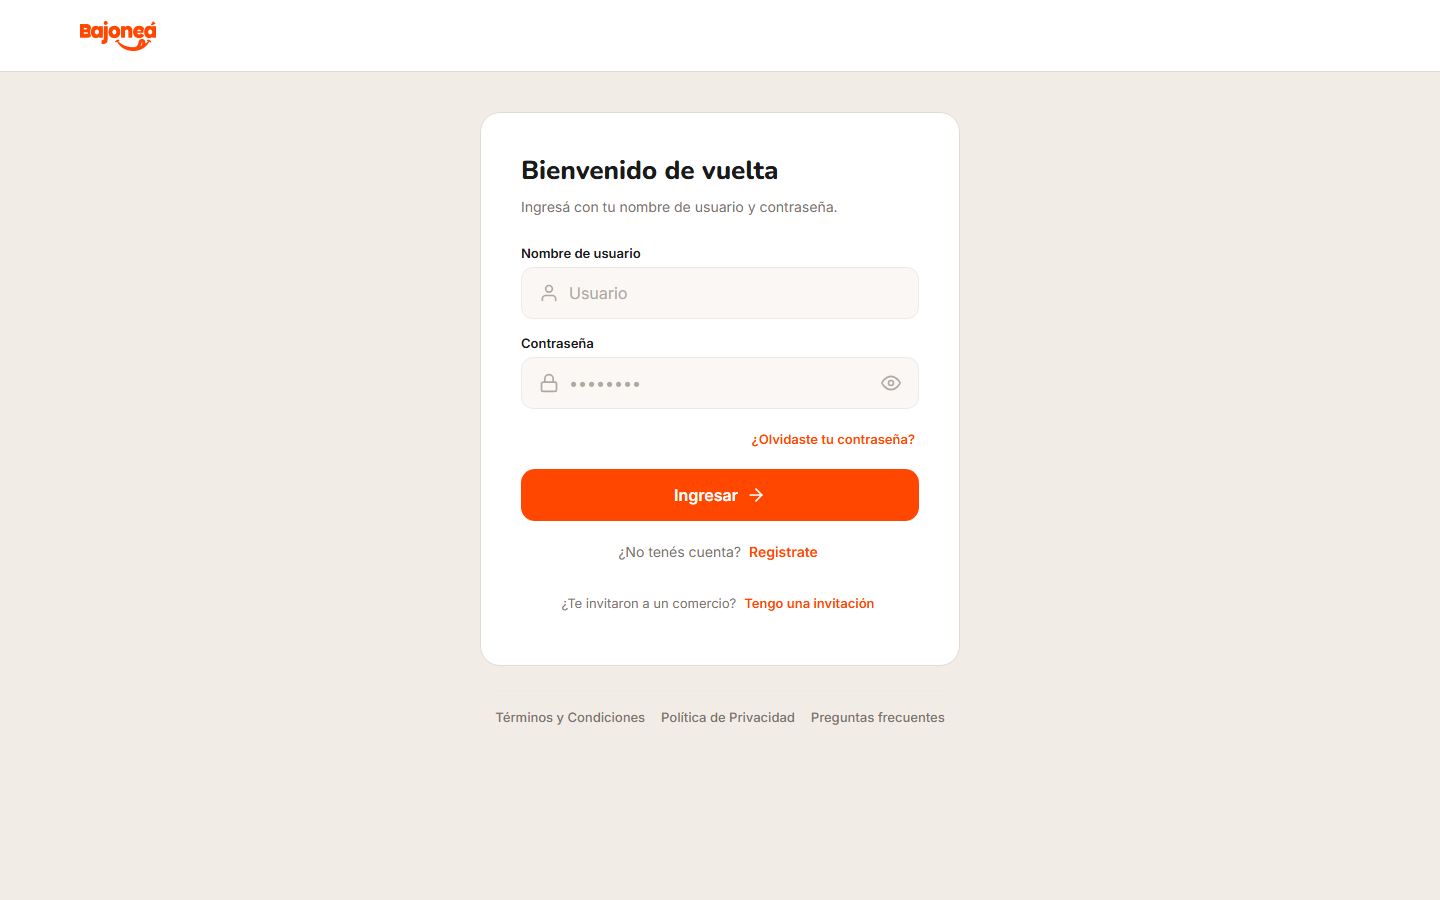 Bajoneá
Bienvenido de vuelta
Ingresá con tu nombre de usuario y contraseña.
Nombre de usuario
Usuario
Contraseña
••••••••
¿Olvidaste tu contraseña?
Ingresar →
¿No tenés cuenta? Registrate
¿Te invitaron a un comercio? Tengo una invitación
Términos y Condiciones Política de Privacidad Preguntas frecuentes